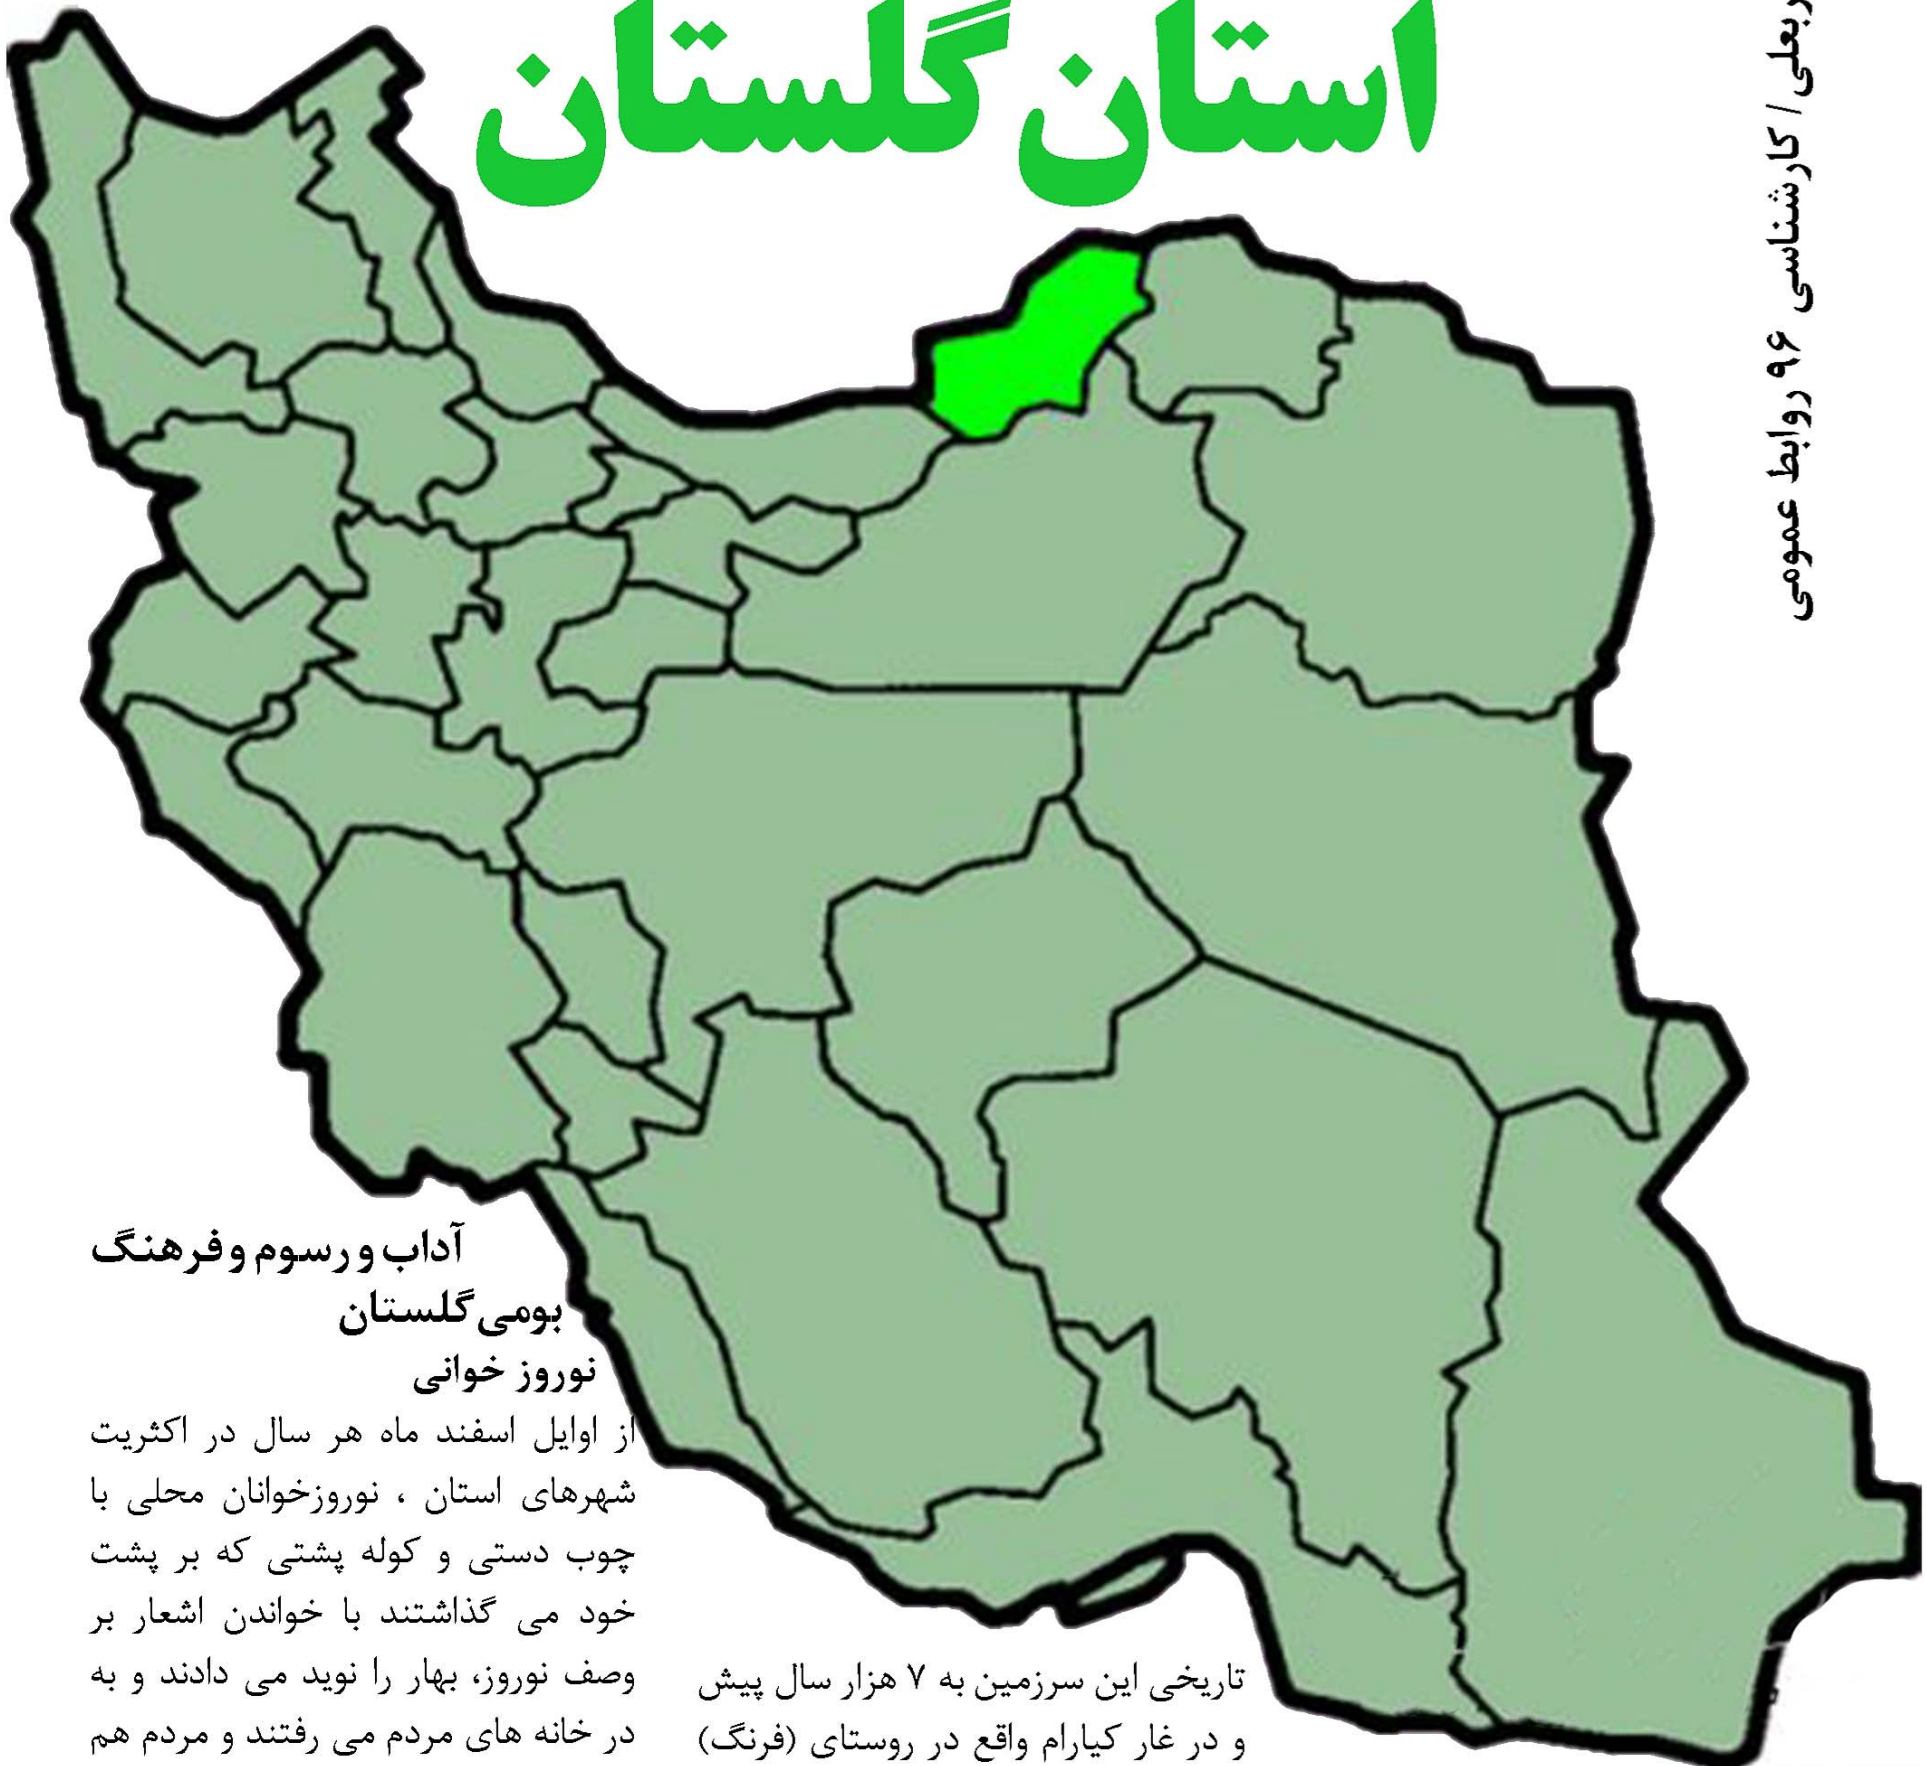 استان گلستان
ربعلی / کارشناسی ۹۶ روابط عمومی
تاریخی این سرزمین به ۷ هزار سال پیش
و در غار کیارام واقع در روستای (فرنگ)
آداب و رسوم و فرهنگ
بومی گلستان
نوروز خوانی
از اوایل اسفند ماه هر سال در اکثریت
شهرهای استان ، نوروزخوانان محلی با
چوب دستی و کوله پشتی که بر پشت
خود می گذاشتند با خواندن اشعار بر
وصف نوروز، بهار را نوید می دادند و به
در خانه های مردم می رفتند و مردم هم